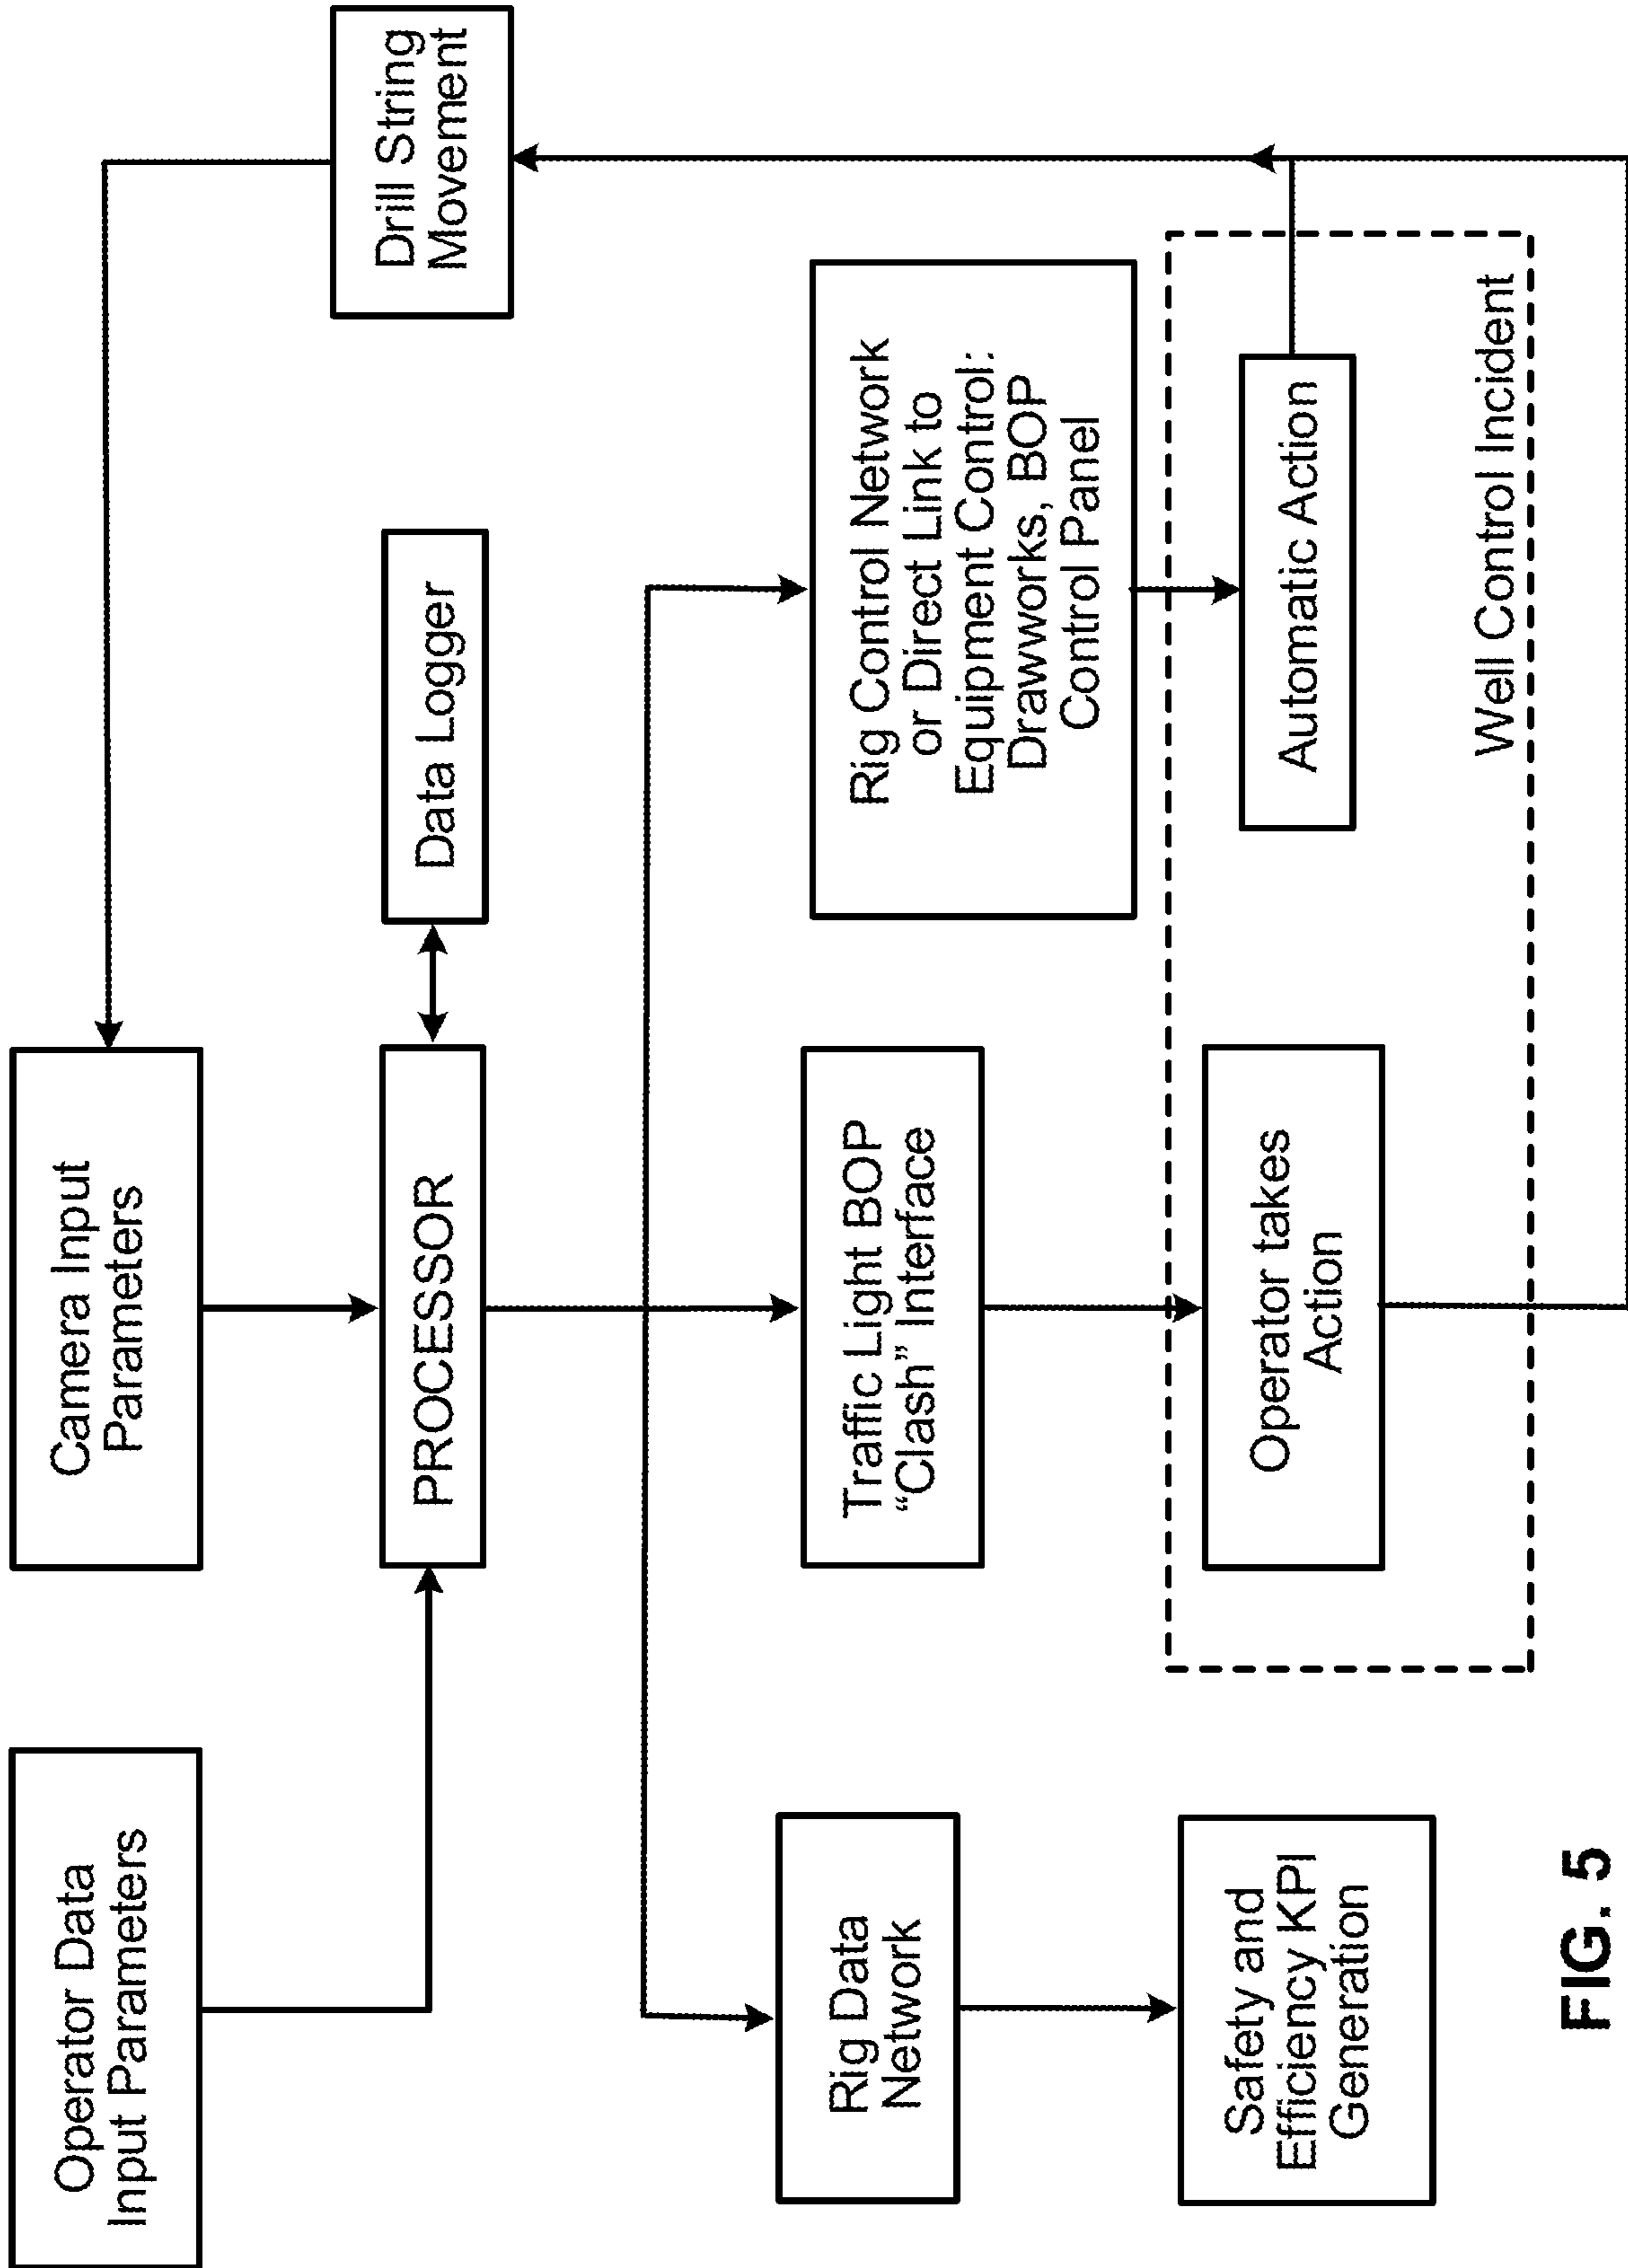 Operator Data
Input Parameters
Camera Input
Parameters
Drill String
Movement
PROCESSOR
Data Logger
Rig Data
Network
Traffic Light BOP
“Clash” Interface
Rig Control Network
or Direct Link to
Equipment Control:
Drawworks, BOP
Control Panel
Safety and
Efficiency KPI
Generation
Operator takes
Action
Automatic Action
Well Control Incident
FIG. 5